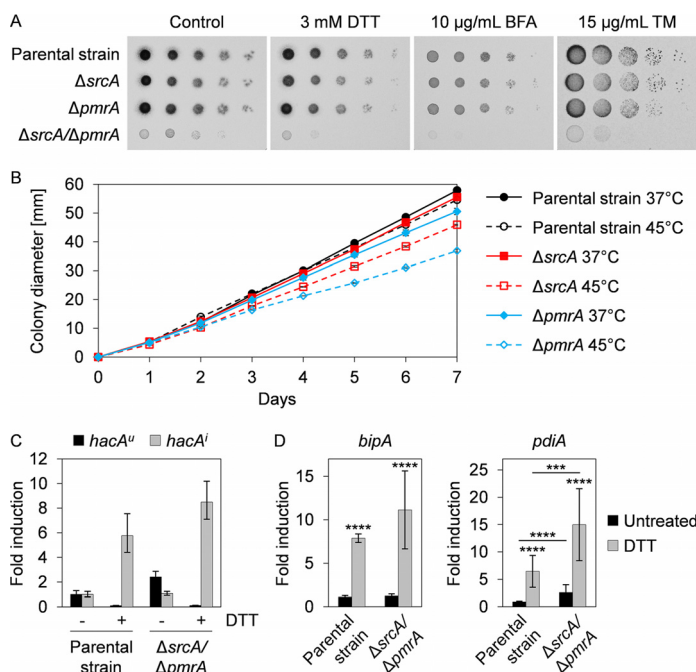 A
Control 3 mM DTT 10 µg/mL BFA 15 µg/mL TM
Parental strain
ΔsrcA
ΔpmrA
ΔsrcA/ΔpmrA
B
Colony diameter [mm]
60
50
40
30
20
10
0
0 1 2 3 4 5 6 7
Days
Parental strain 37°C
Parental strain 45°C
ΔsrcA 37°C
ΔsrcA 45°C
ΔpmrA 37°C
ΔpmrA 45°C
C
hacAᵘ hacAⁱ
Fold induction
12
10
8
6
4
2
0
- + - + DTT
Parental strain
ΔsrcA/
ΔpmrA
D
bipA
Fold induction
20
15
10
5
0
**** ****
Parental strain
ΔsrcA/
ΔpmrA
pdiA
Fold induction
25
20
15
10
5
0
***
****
****
****
Parental strain
ΔsrcA/
ΔpmrA
Untreated
DTT